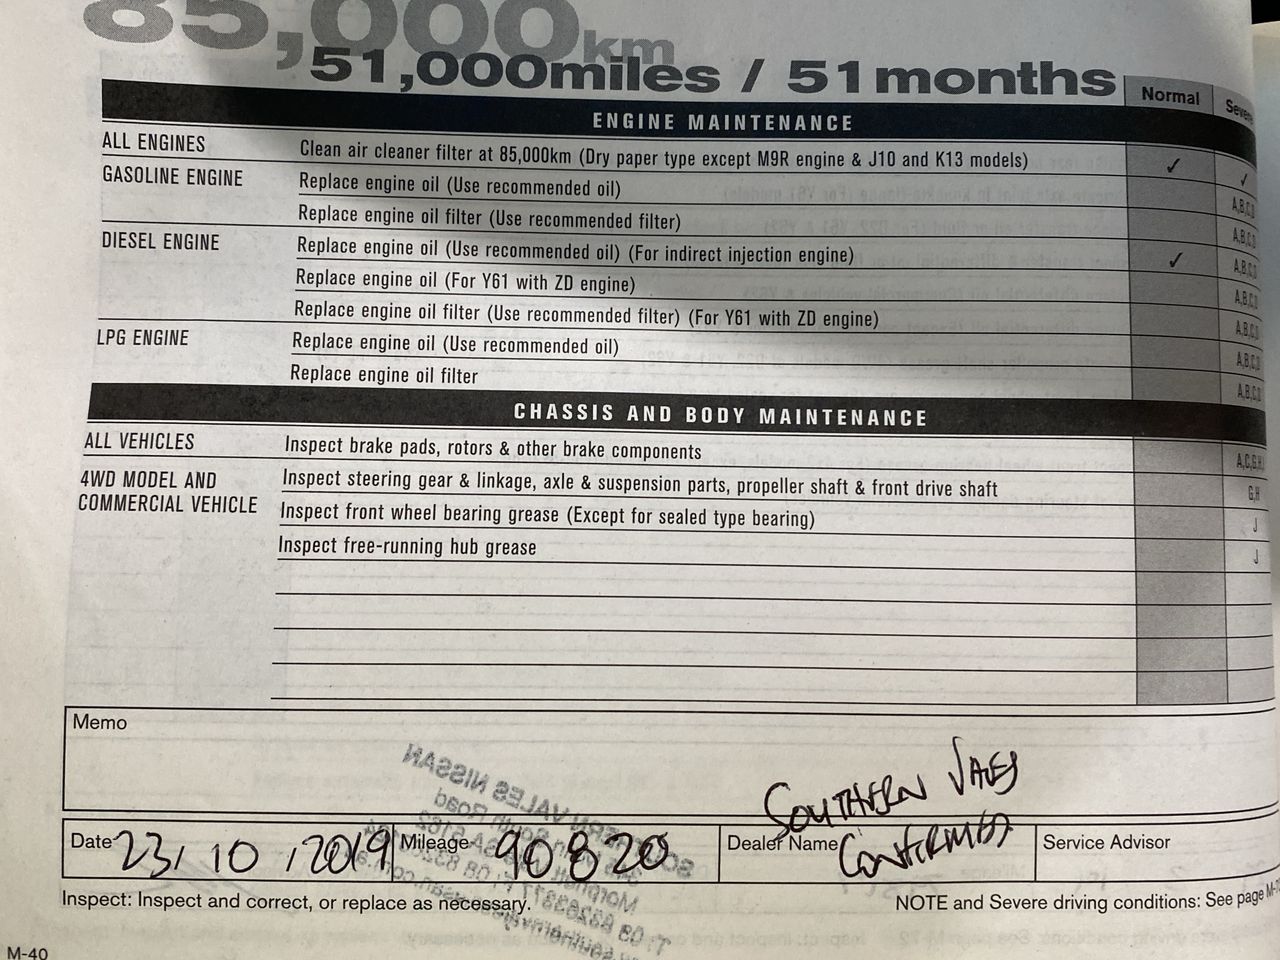 85,000km
51,000miles / 51months
Normal
ENGINE MAINTENANCE
ALL ENGINES Clean air cleaner filter at 85,000km (Dry paper type except M9R engine & J10 and K13 models) ✓ ✓
GASOLINE ENGINE Replace engine oil (Use recommended oil) A,B,C,D
Replace engine oil filter (Use recommended filter) A,B,C,D
DIESEL ENGINE Replace engine oil (Use recommended oil) (For indirect injection engine) ✓ A,B,C,D
Replace engine oil (For Y61 with ZD engine) A,B,C,D
Replace engine oil filter (Use recommended filter) (For Y61 with ZD engine) A,B,C,D
LPG ENGINE Replace engine oil (Use recommended oil) A,B,C,D
Replace engine oil filter A,B,C,D
CHASSIS AND BODY MAINTENANCE
ALL VEHICLES Inspect brake pads, rotors & other brake components A,C,G,H
4WD MODEL AND Inspect steering gear & linkage, axle & suspension parts, propeller shaft & front drive shaft G,H
COMMERCIAL VEHICLE Inspect front wheel bearing grease (Except for sealed type bearing) J
Inspect free-running hub grease J
Memo
SOUTHERN VALES
Date 23, 10, 2019 Mileage 90820 Dealer Name CONFIRMED Service Advisor
Inspect: Inspect and correct, or replace as necessary. NOTE and Severe driving conditions: See page
M-40